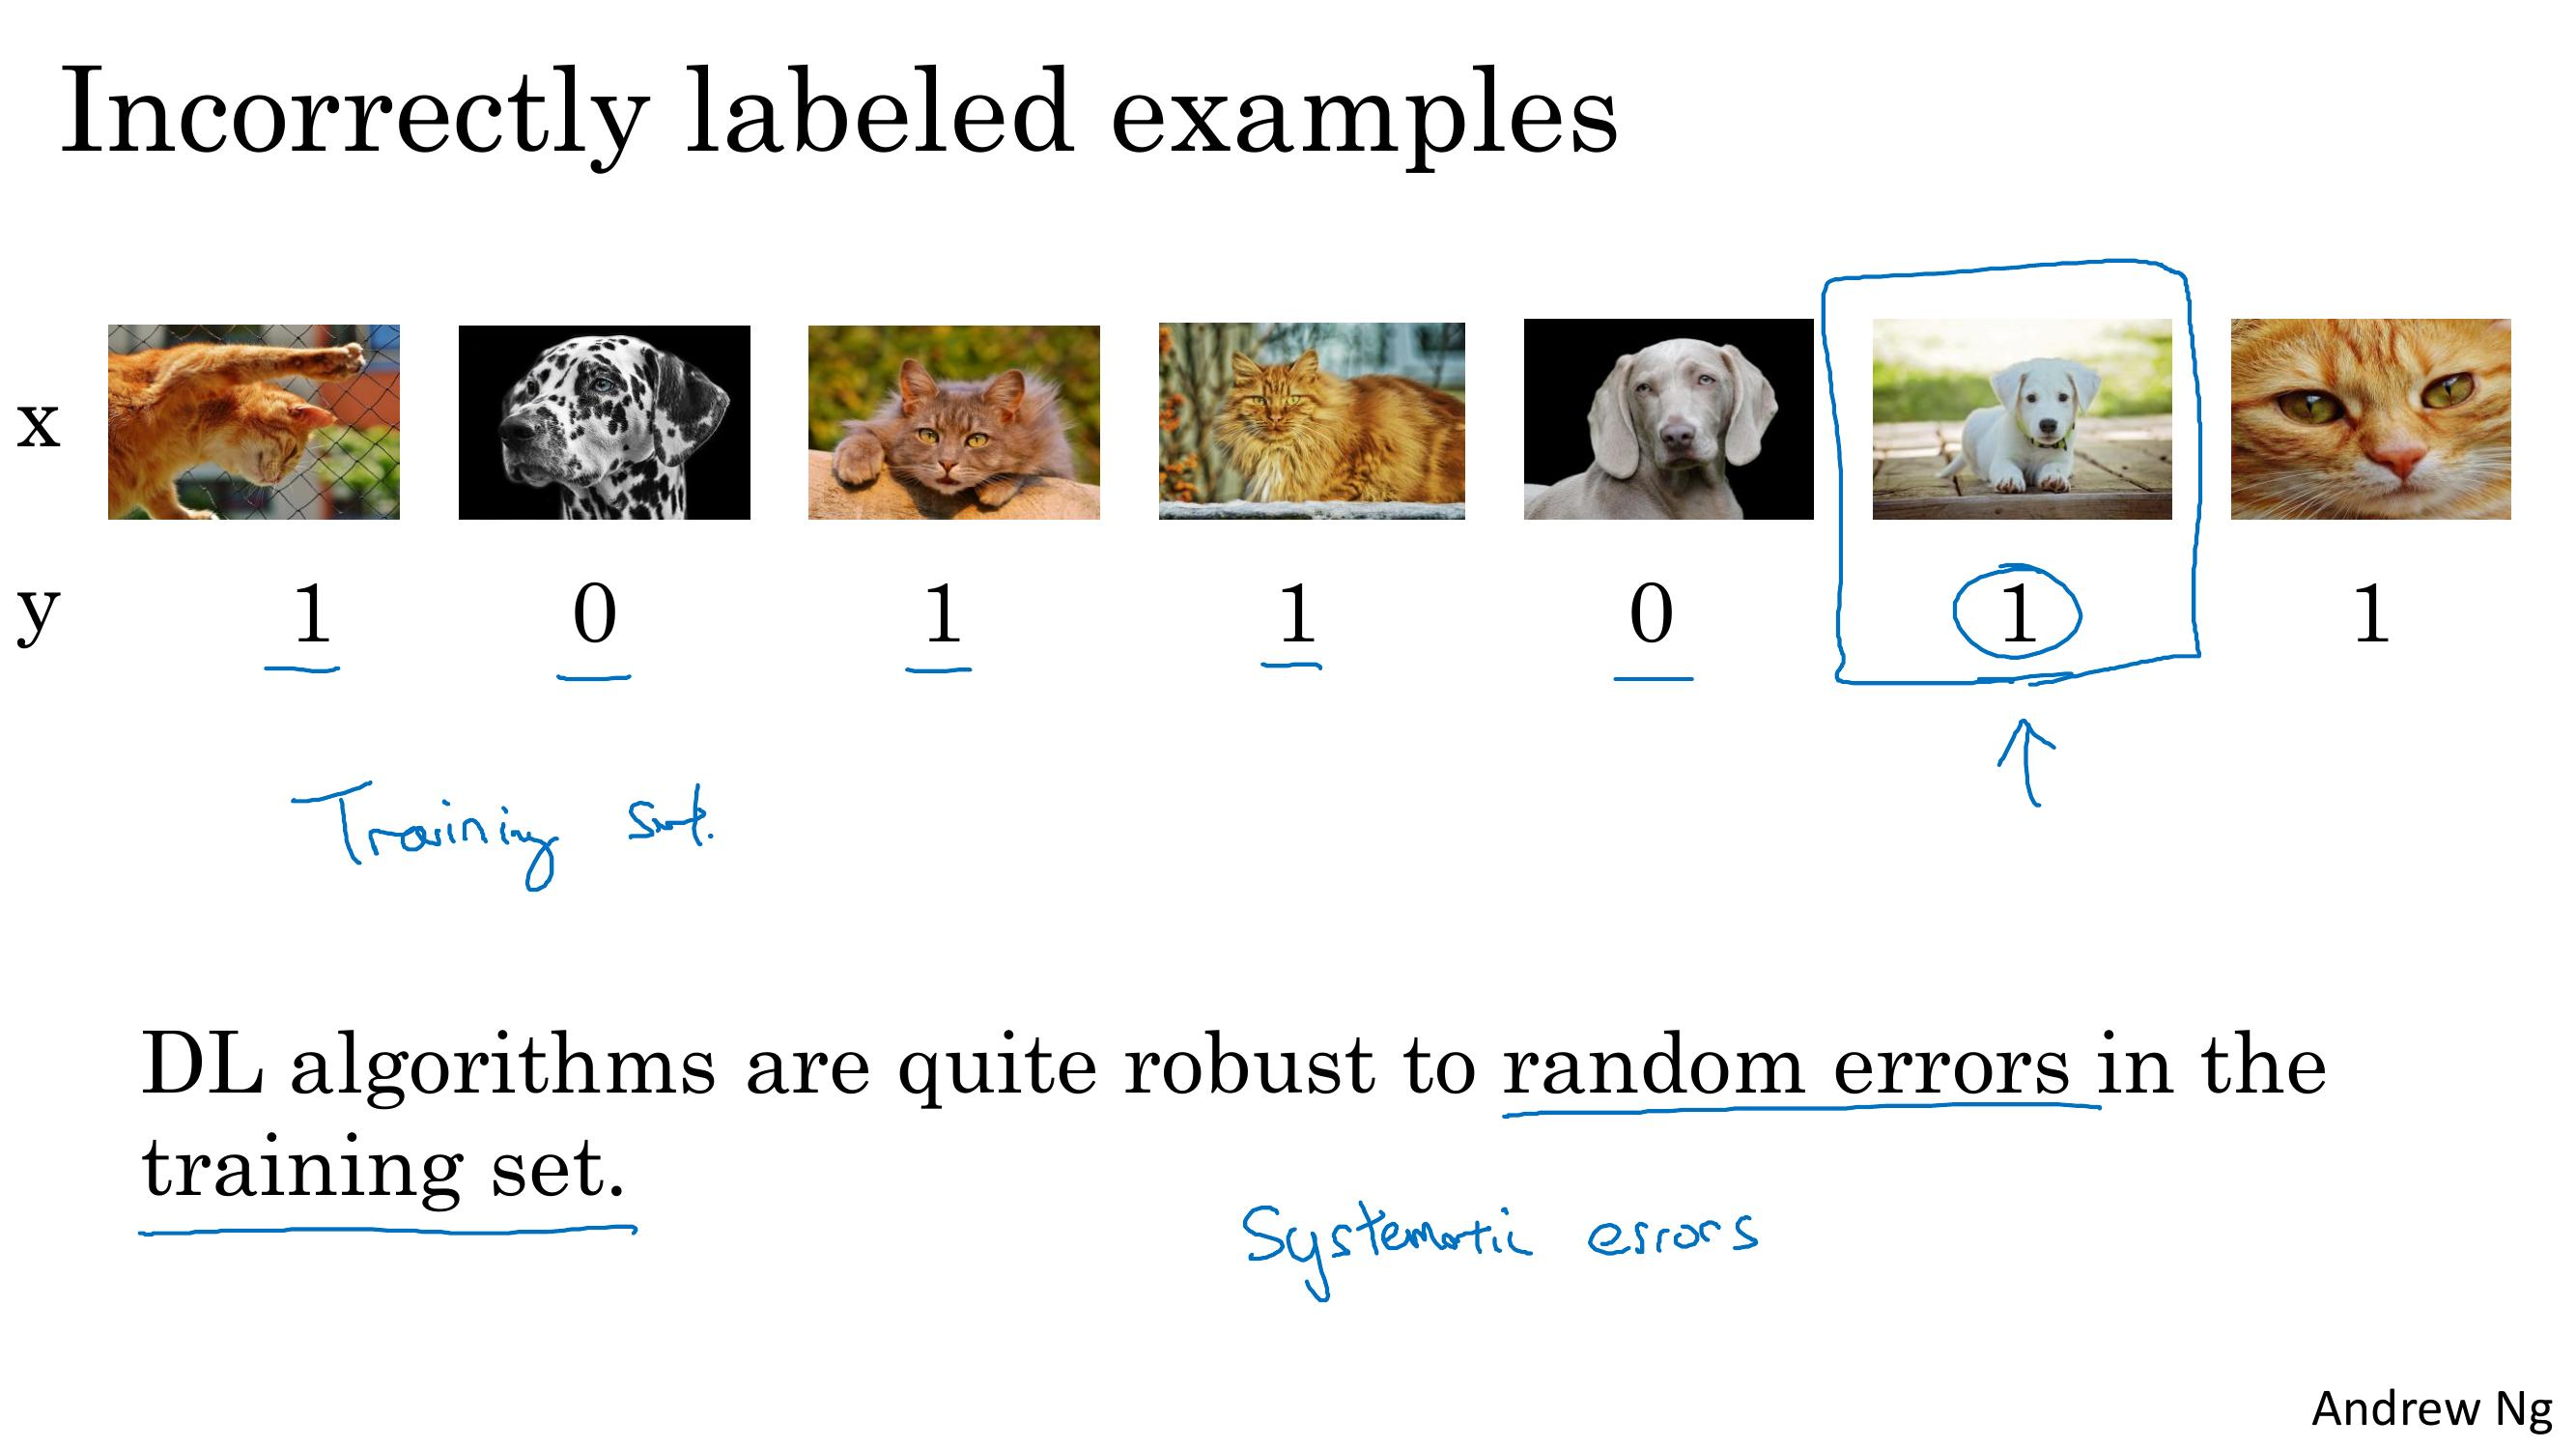 Incorrectly labeled examples
x
y 1 0 1 1 0 1 1
Training set.
DL algorithms are quite robust to random errors in the
training set.
Systematic errors
Andrew Ng